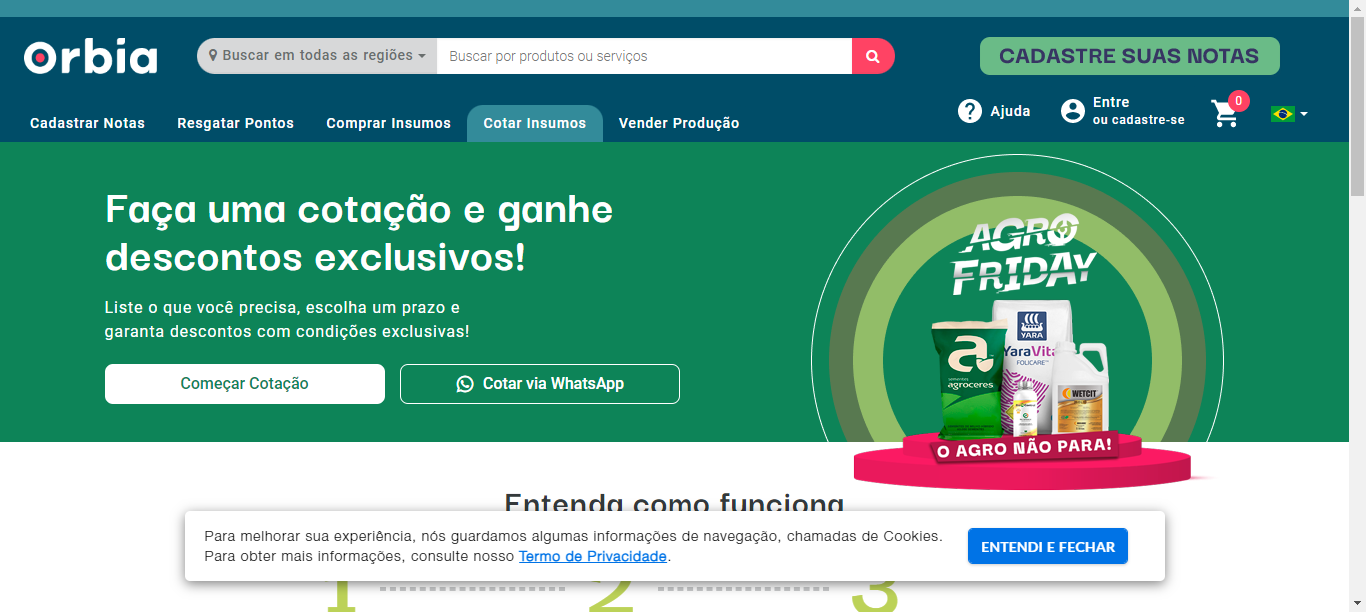 Orbia
Buscar em todas as regiões
Buscar por produtos ou serviços
CADASTRE SUAS NOTAS
Cadastrar Notas
Resgatar Pontos
Comprar Insumos
Cotar Insumos
Vender Produção
Ajuda
Entre
ou cadastre-se
0
Faça uma cotação e ganhe
descontos exclusivos!
Liste o que você precisa, escolha um prazo e
garanta descontos com condições exclusivas!
Começar Cotação
Cotar via WhatsApp
AGRO
FRIDAY
YARA
YaraVita
FOLICARE
a
sementes
agroceres
WETCIT
O AGRO NÃO PARA!
Entenda como funciona
Para melhorar sua experiência, nós guardamos algumas informações de navegação, chamadas de Cookies.
Para obter mais informações, consulte nosso Termo de Privacidade.
ENTENDI E FECHAR
1
2
3